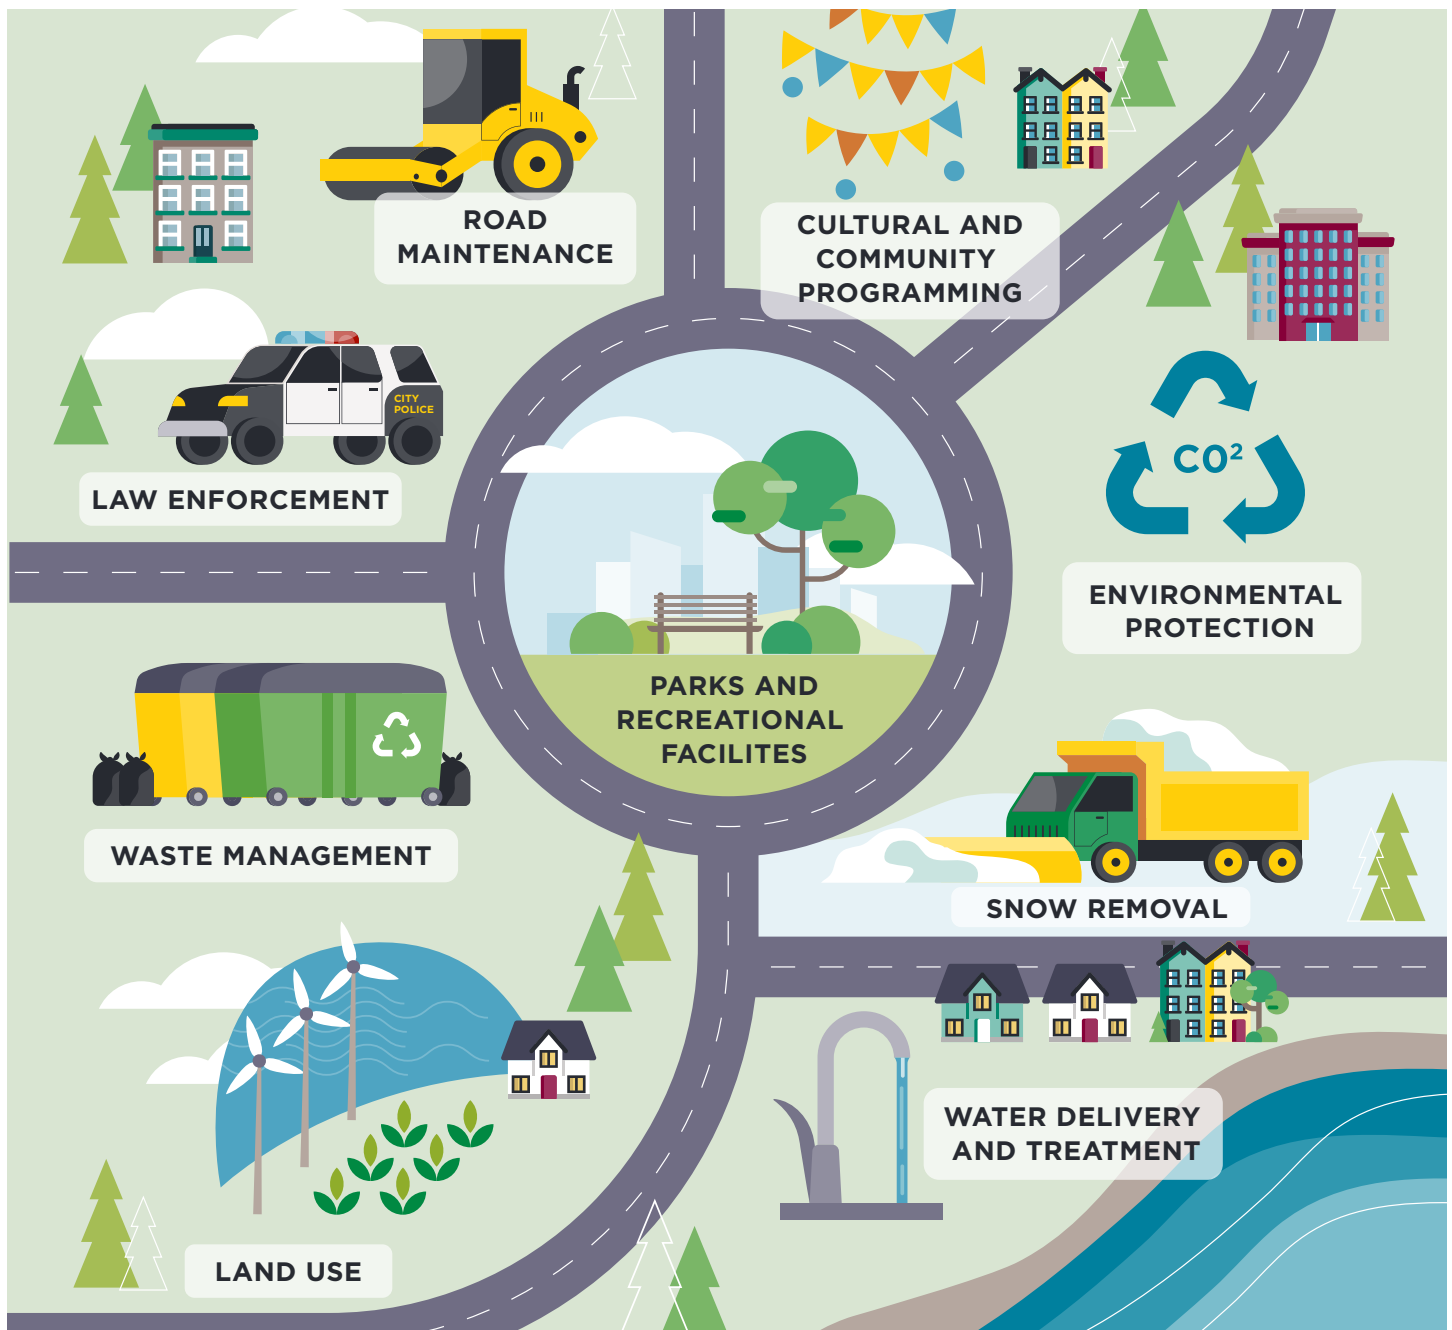 ROAD
MAINTENANCE
CULTURAL AND
COMMUNITY
PROGRAMMING
CITY
POLICE
LAW ENFORCEMENT
CO²
ENVIRONMENTAL
PROTECTION
PARKS AND
RECREATIONAL
FACILITES
WASTE MANAGEMENT
SNOW REMOVAL
WATER DELIVERY
AND TREATMENT
LAND USE